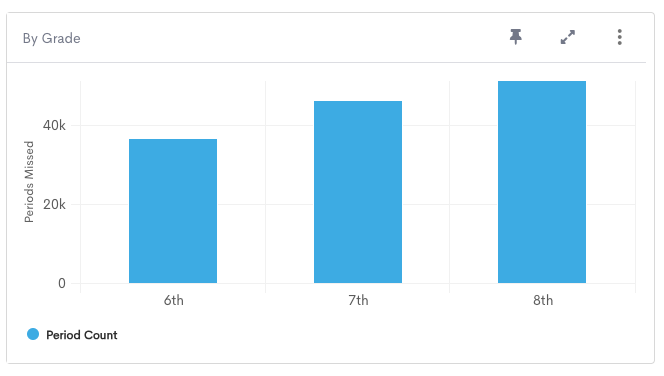 By Grade
Periods Missed
40k
20k
0
6th 7th 8th
Period Count